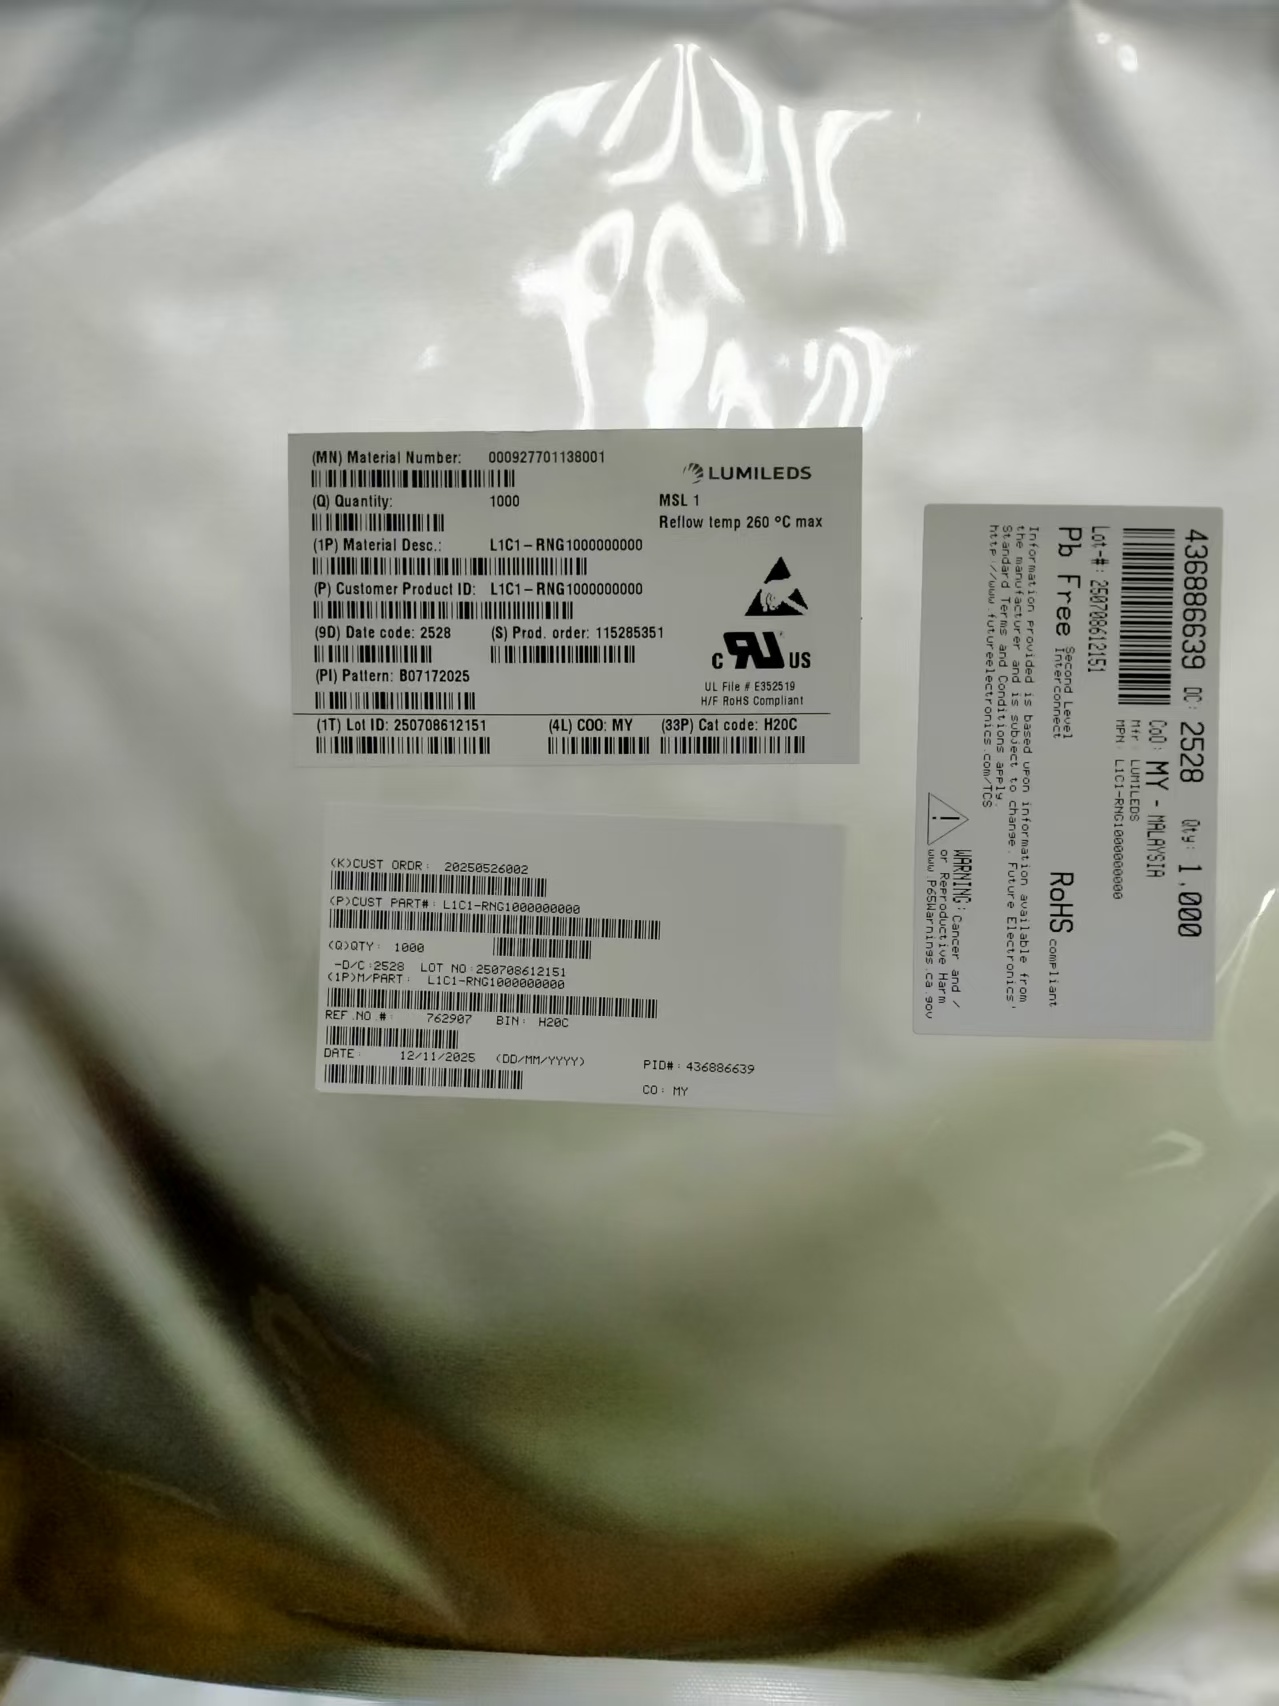 (MN) Material Number: 000927701138001
LUMILEDS
(Q) Quantity: 1000
MSL 1
Reflow temp 260 °C max
(1P) Material Desc.: L1C1-RNG1000000000
(P) Customer Product ID: L1C1-RNG1000000000
(9D) Date code: 2528 (S) Prod. order: 115285351
C RU US
(PI) Pattern: B07172025
UL File # E352519
H/F RoHS Compliant
(1T) Lot ID: 250708612151 (4L) COO: MY (33P) Cat code: H20C
(K)CUST ORDR: 20250526002
(P)CUST PART#: L1C1-RNG1000000000
(Q)QTY: 1000
-D/C:2528 LOT NO:250708612151
(1P)M/PART: L1C1-RNG1000000000
REF.NO.#: 762907 BIN: H20C
DATE: 12/11/2025 (DD/MM/YYYY)
PID#: 436886639
CO: MY
436886639 DC: 2528 Qty: 1,000
CoO: MY - MALAYSIA
Mfr: LUMILEDS
MPN: L1C1-RNG1000000000
Lot-#: 250708612151
Pb Free Second Level Interconnect RoHS compliant
Information provided is based upon information available from
the manufacturer and is subject to change. Future Electronics'
Standard Terms and Conditions apply.
http://www.futureelectronics.com/TCS
WARNING: Cancer and /
or Reproductive Harm
www.P65Warnings.ca.gov